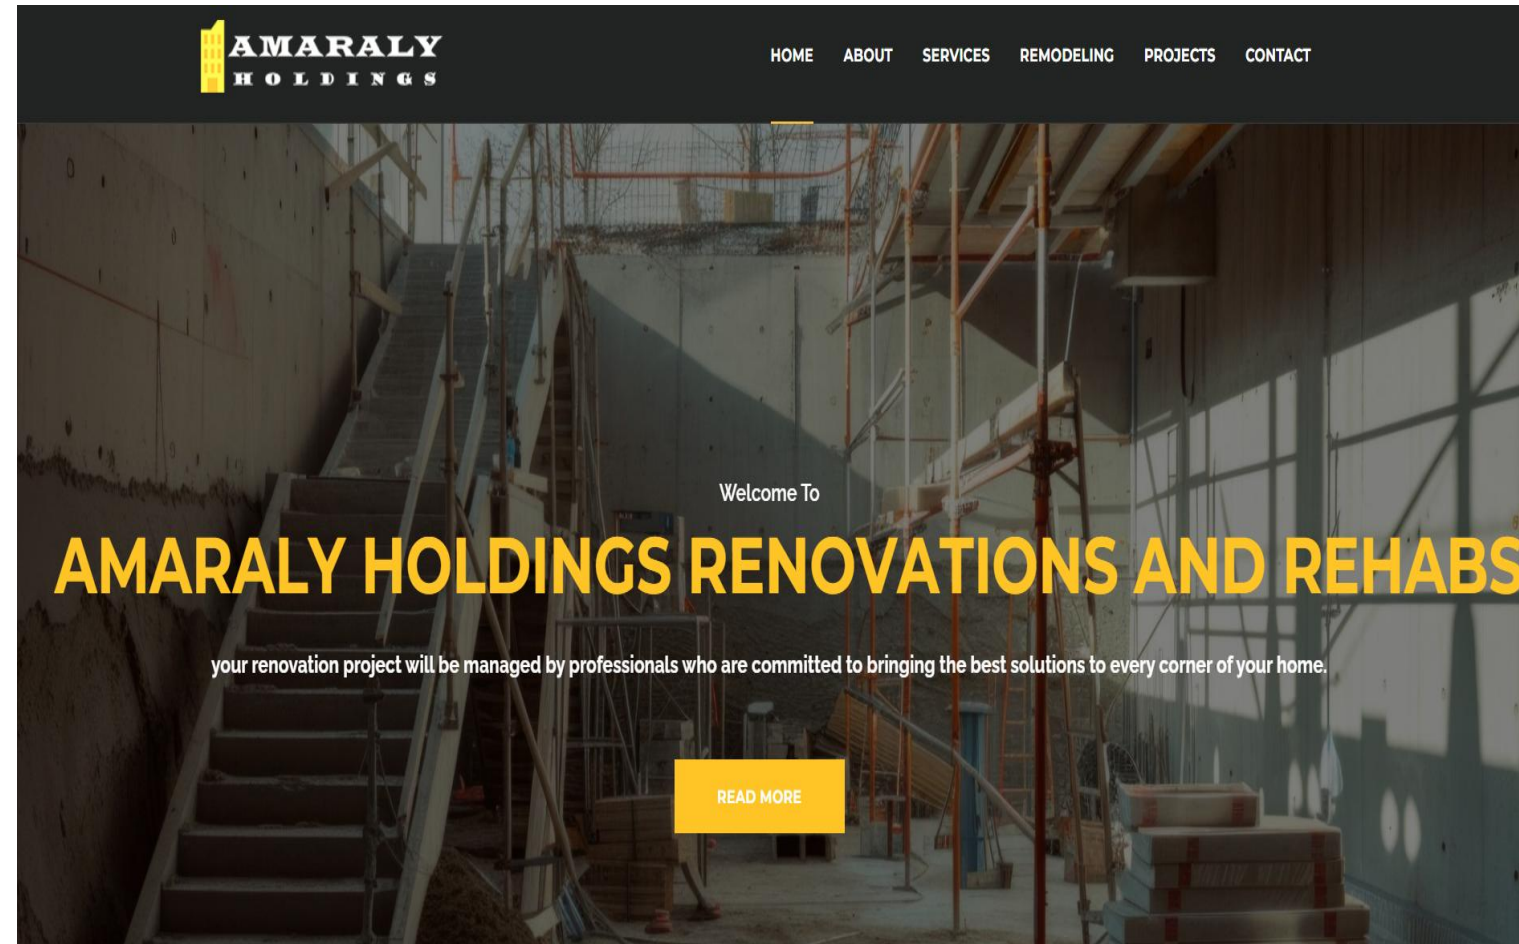 AMARALY
HOLDINGS
HOME ABOUT SERVICES REMODELING PROJECTS CONTACT
Welcome To
AMARALY HOLDINGS RENOVATIONS AND REHABS
your renovation project will be managed by professionals who are committed to bringing the best solutions to every corner of your home.
READ MORE